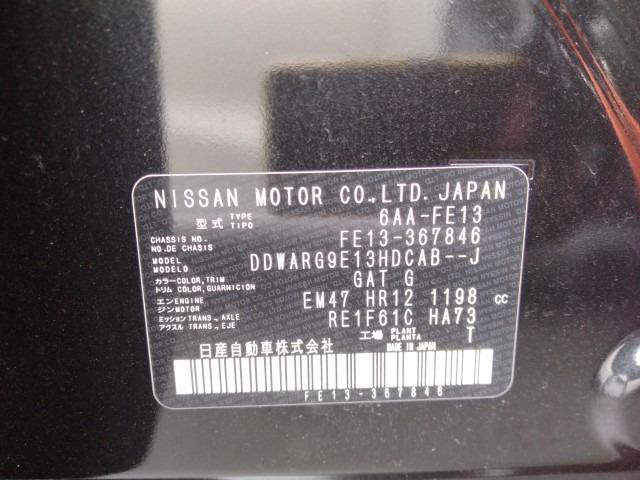 NISSAN MOTOR CO.,LTD. JAPAN
型式 TYPE TIPO 6AA-FE13
CHASSIS NO. NO.DE CHASIS FE13-367846
MODEL MODELO DDWARG9E13HDCAB--J
カラー COLOR,TRIM トリム COLOR,GUARNICION GAT G
エンジン ENGINE ジン MOTOR EM47 HR12 1198 cc
ミッション TRANS.,AXLE アクスル TRANS.,EJE RE1F61C HA73
工場 PLANT PLANTA T
日産自動車株式会社 MADE IN JAPAN
FE13-367846